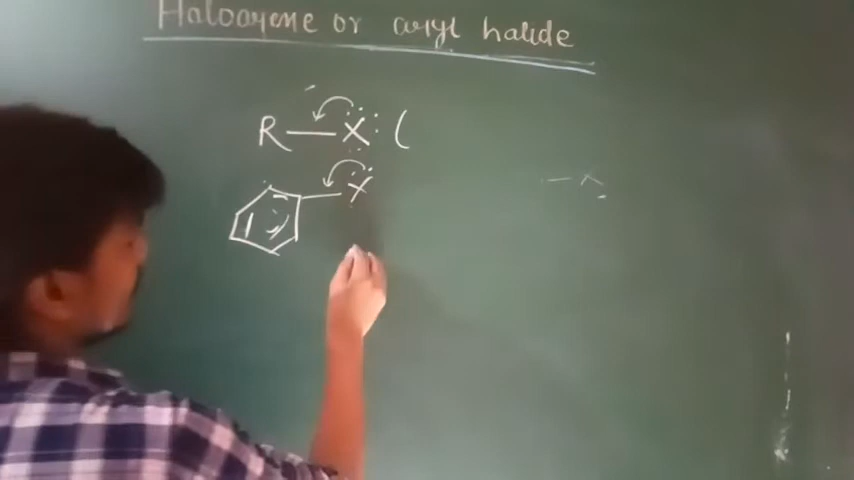 Haloarene or aryl halide
R — X (
X
- x